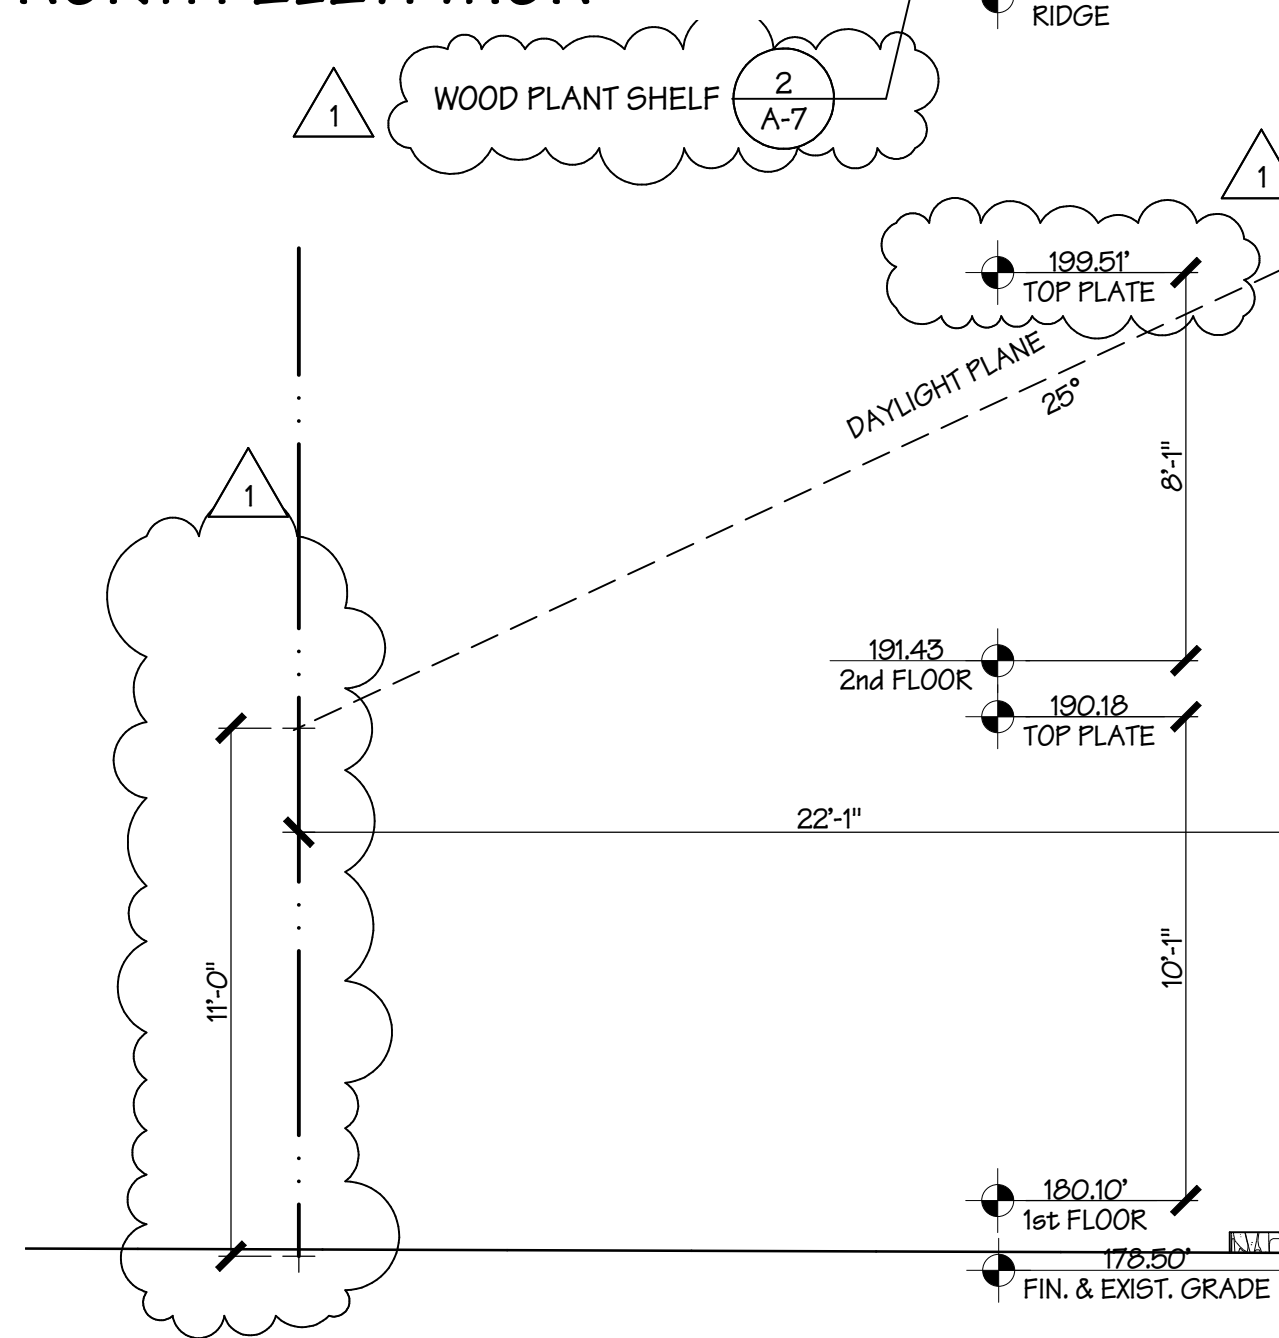 RIDGE
1
WOOD PLANT SHELF
2
A-7
1
199.51'
TOP PLATE
DAYLIGHT PLANE
25°
8'-1"
1
191.43
2nd FLOOR
190.18
TOP PLATE
22'-1"
11'-0"
10'-1"
180.10'
1st FLOOR
178.50'
FIN. & EXIST. GRADE